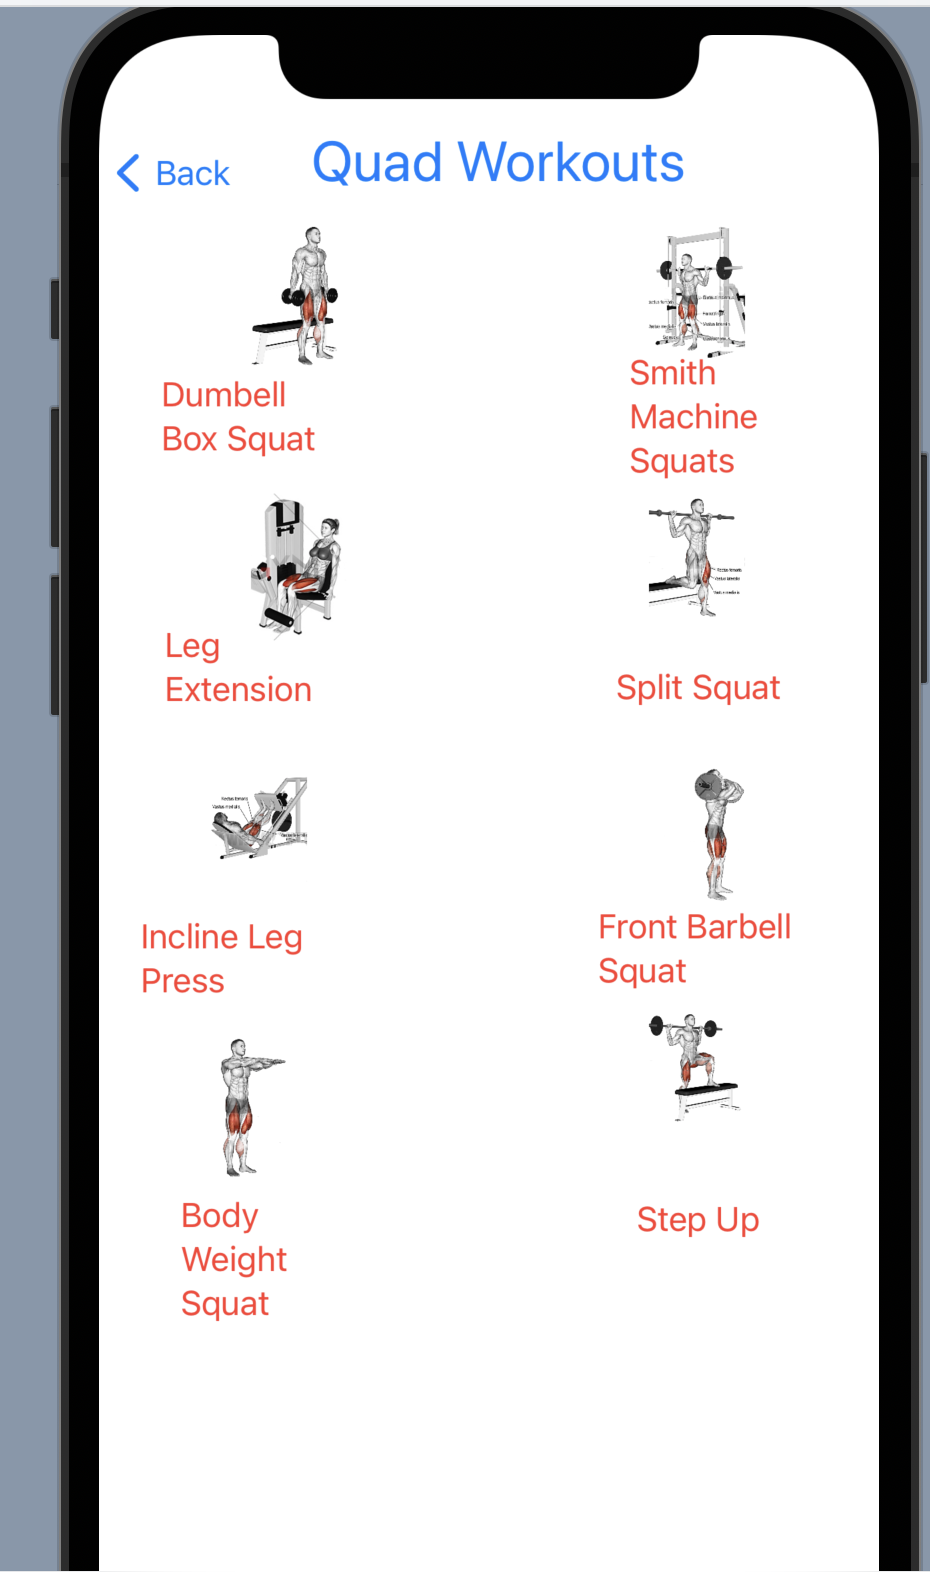 Back
Quad Workouts
Dumbell
Box Squat
Smith
Machine
Squats
Leg
Extension
Split Squat
Incline Leg
Press
Front Barbell
Squat
Body
Weight
Squat
Step Up